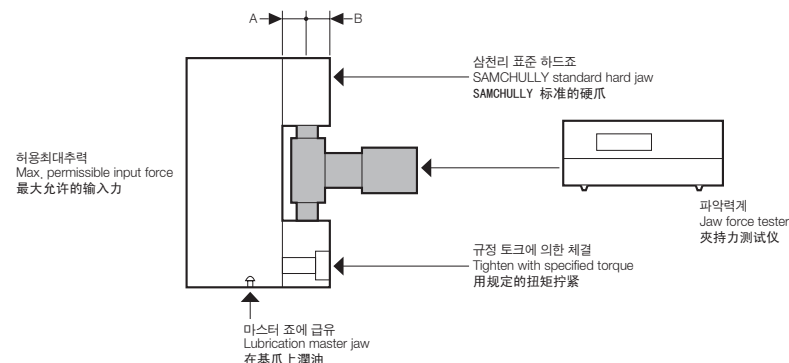 A
B
삼천리 표준 하드죠
SAMCHULLY standard hard jaw
SAMCHULLY 标准的硬爪
허용최대추력
Max, permissible input force
最大允许的输入力
파악력계
Jaw force tester
夾持力测试仪
규정 토크에 의한 체결
Tighten with specified torque
用规定的扭矩拧紧
마스터 죠에 급유
Lubrication master jaw
在基爪上潤油